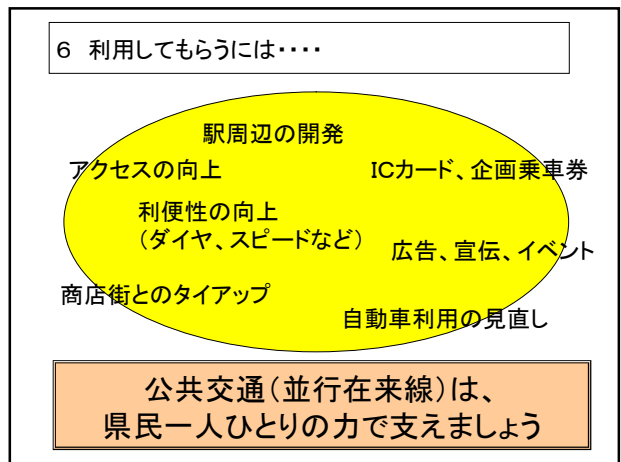 6 利用してもらうには・・・・
駅周辺の開発
アクセスの向上
ICカード、企画乗車券
利便性の向上
（ダイヤ、スピードなど）
広告、宣伝、イベント
商店街とのタイアップ
自動車利用の見直し
公共交通（並行在来線）は、
県民一人ひとりの力で支えましょう